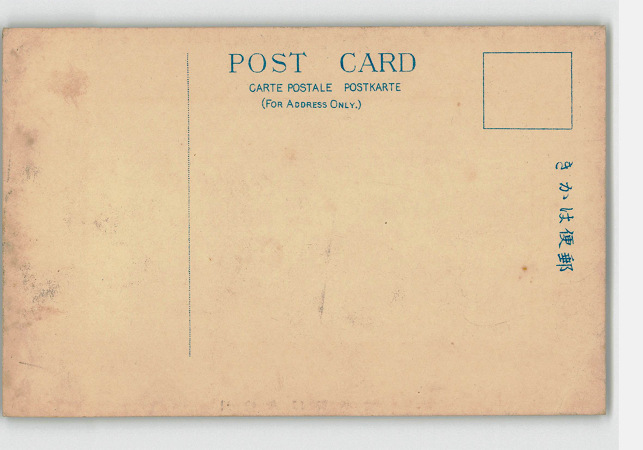 POST CARD
CARTE POSTALE POSTKARTE
(FOR ADDRESS ONLY.)
きかは便郵